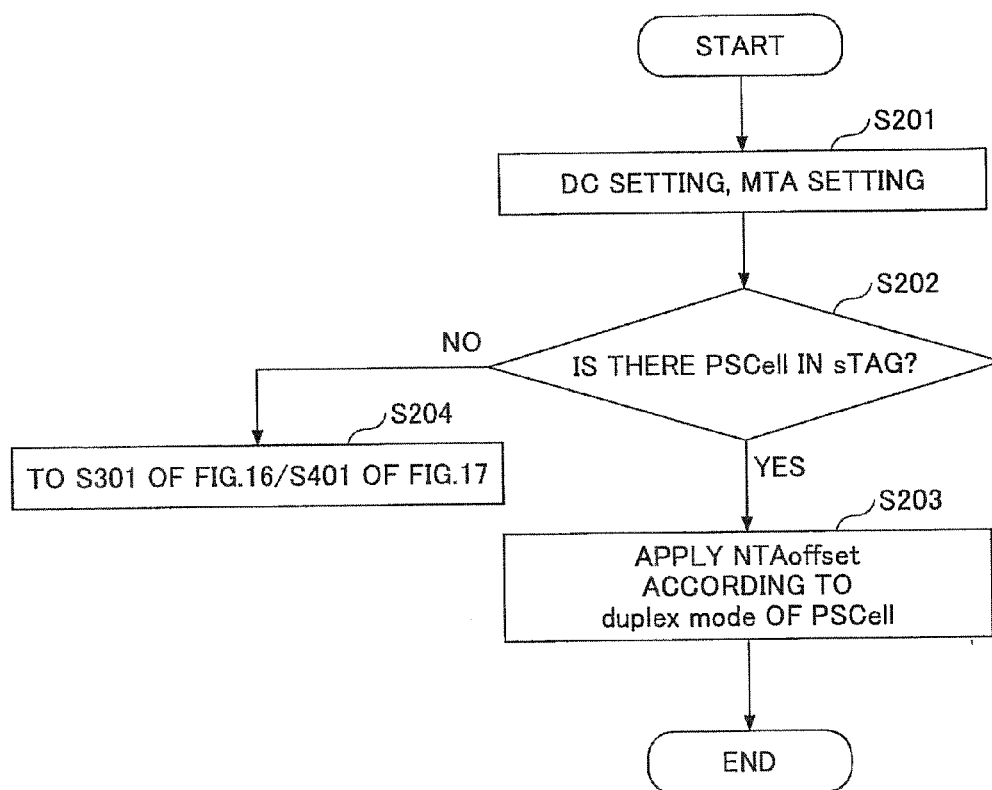 START
S201
DC SETTING, MTA SETTING
S202
IS THERE PSCell IN sTAG?
NO
S204
TO S301 OF FIG.16/S401 OF FIG.17
YES
S203
APPLY NTAoffset
ACCORDING TO
duplex mode OF PSCell
END